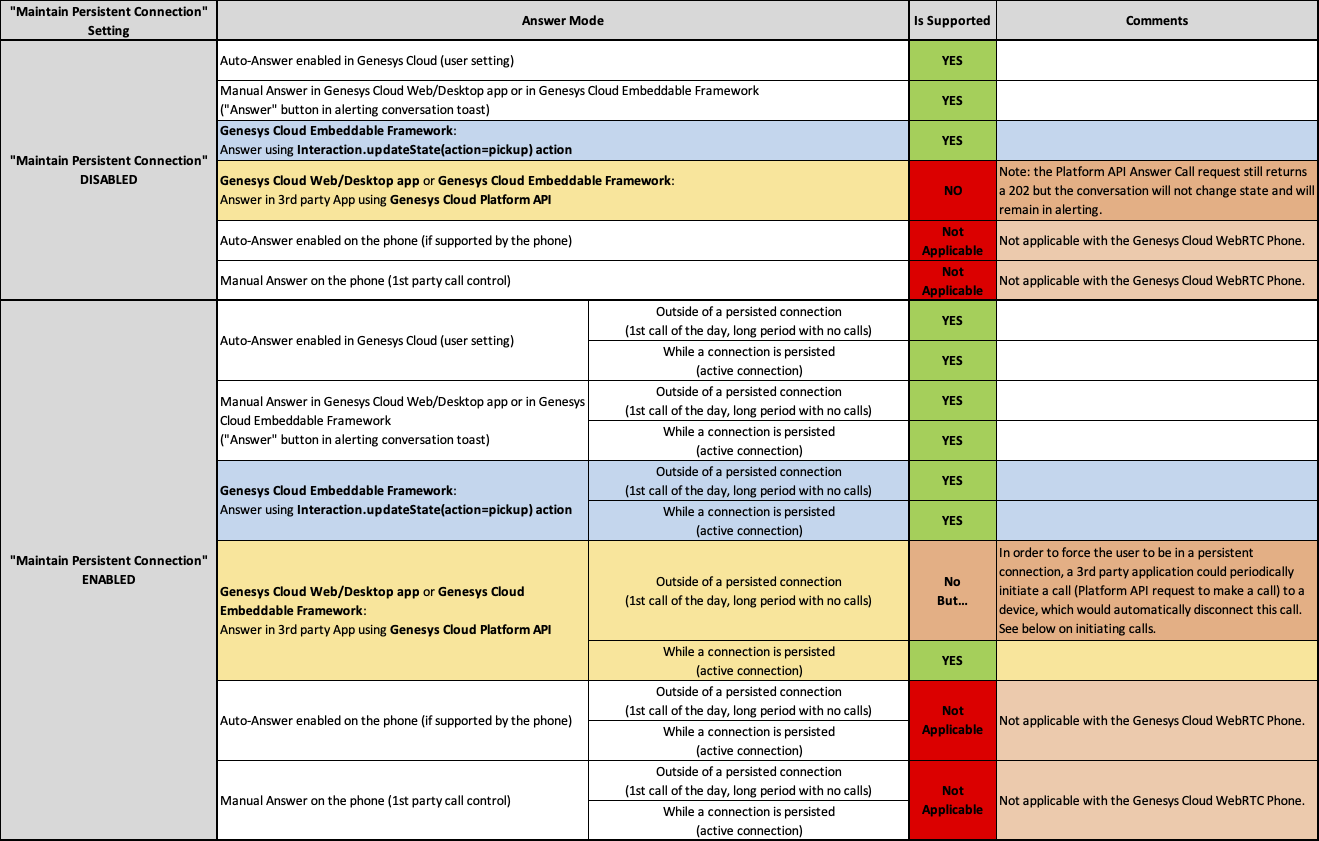 "Maintain Persistent Connection"
Setting
Answer Mode
Is Supported
Comments
"Maintain Persistent Connection"
DISABLED
Auto-Answer enabled in Genesys Cloud (user setting)
YES
Manual Answer in Genesys Cloud Web/Desktop app or in Genesys Cloud Embeddable Framework
("Answer" button in alerting conversation toast)
YES
Genesys Cloud Embeddable Framework:
Answer using Interaction.updateState(action=pickup) action
YES
Genesys Cloud Web/Desktop app or Genesys Cloud Embeddable Framework:
Answer in 3rd party App using Genesys Cloud Platform API
NO
Note: the Platform API Answer Call request still returns
a 202 but the conversation will not change state and will
remain in alerting.
Auto-Answer enabled on the phone (if supported by the phone)
Not
Applicable
Not applicable with the Genesys Cloud WebRTC Phone.
Manual Answer on the phone (1st party call control)
Not
Applicable
Not applicable with the Genesys Cloud WebRTC Phone.
"Maintain Persistent Connection"
ENABLED
Auto-Answer enabled in Genesys Cloud (user setting)
Outside of a persisted connection
(1st call of the day, long period with no calls)
YES
While a connection is persisted
(active connection)
YES
Manual Answer in Genesys Cloud Web/Desktop app or in Genesys
Cloud Embeddable Framework
("Answer" button in alerting conversation toast)
Outside of a persisted connection
(1st call of the day, long period with no calls)
YES
While a connection is persisted
(active connection)
YES
Genesys Cloud Embeddable Framework:
Answer using Interaction.updateState(action=pickup) action
Outside of a persisted connection
(1st call of the day, long period with no calls)
YES
While a connection is persisted
(active connection)
YES
Genesys Cloud Web/Desktop app or Genesys Cloud
Embeddable Framework:
Answer in 3rd party App using Genesys Cloud Platform API
Outside of a persisted connection
(1st call of the day, long period with no calls)
No
But...
In order to force the user to be in a persistent
connection, a 3rd party application could periodically
initiate a call (Platform API request to make a call) to a
device, which would automatically disconnect this call.
See below on initiating calls.
While a connection is persisted
(active connection)
YES
Auto-Answer enabled on the phone (if supported by the phone)
Outside of a persisted connection
(1st call of the day, long period with no calls)
While a connection is persisted
(active connection)
Not
Applicable
Not applicable with the Genesys Cloud WebRTC Phone.
Manual Answer on the phone (1st party call control)
Outside of a persisted connection
(1st call of the day, long period with no calls)
While a connection is persisted
(active connection)
Not
Applicable
Not applicable with the Genesys Cloud WebRTC Phone.